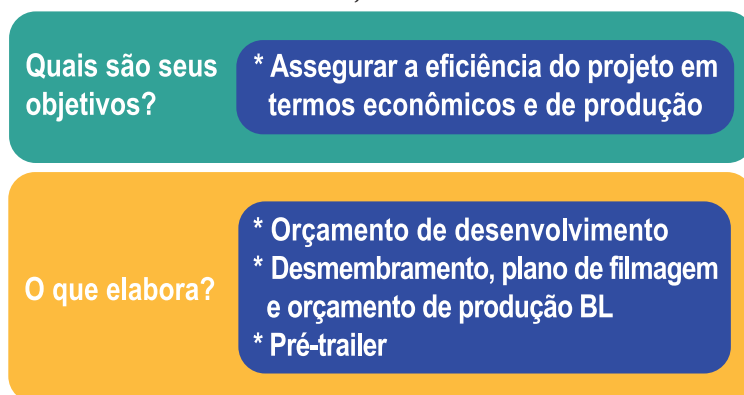 Quais são seus
objetivos?
* Assegurar a eficiência do projeto em
termos econômicos e de produção
O que elabora?
* Orçamento de desenvolvimento
* Desmembramento, plano de filmagem
e orçamento de produção BL
* Pré-trailer